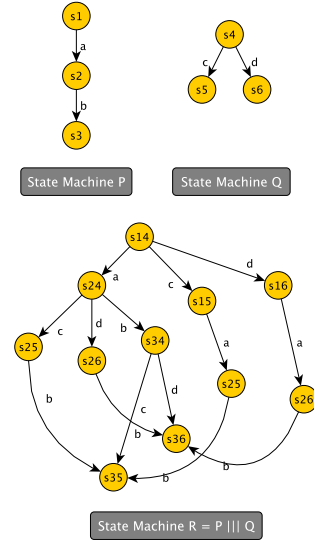 s1
a
s2
b
s3
State Machine P
s4
c
d
s5
s6
State Machine Q
s14
a
c
d
s24
s15
s16
c
d
b
a
a
s25
s26
s34
s25
s26
b
b
c
d
b
b
s36
s35
State Machine R = P ||| Q